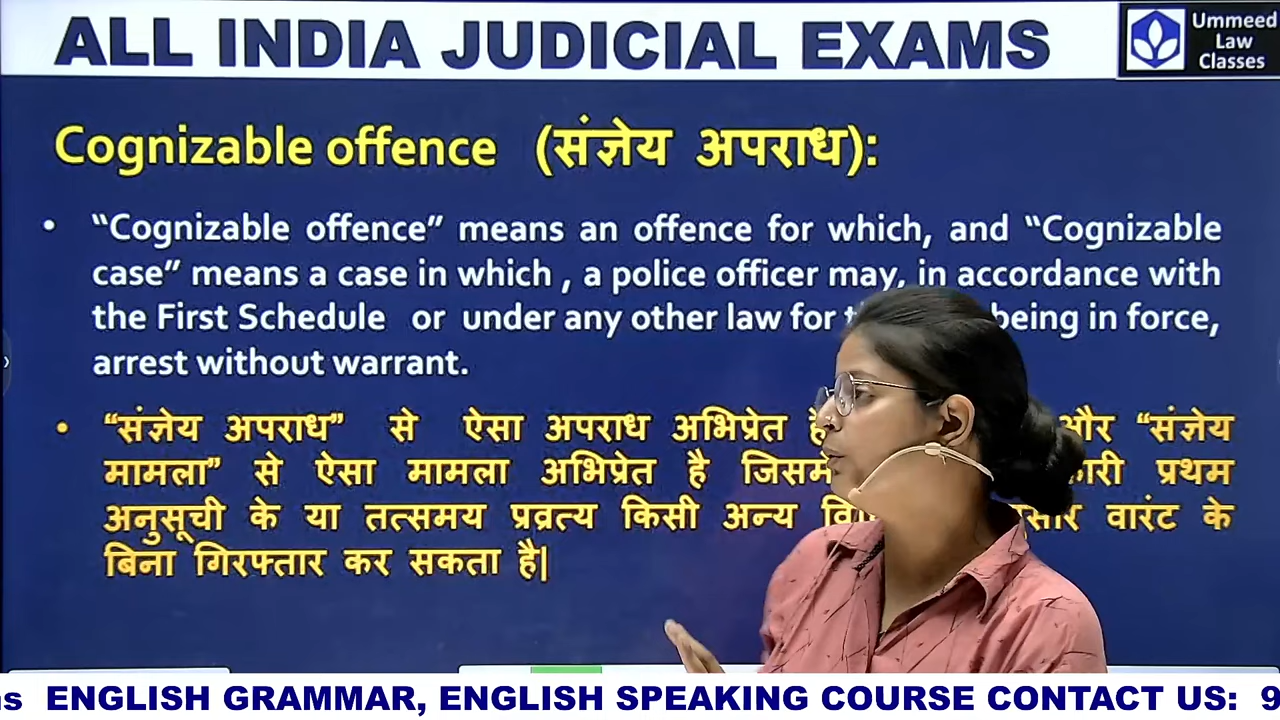 ALL INDIA JUDICIAL EXAMS
Ummeed
Law
Classes
Cognizable offence (संज्ञेय अपराध):
• “Cognizable offence” means an offence for which, and “Cognizable
case” means a case in which , a police officer may, in accordance with
the First Schedule or under any other law for being in force,
arrest without warrant.
• “संज्ञेय अपराध” से ऐसा अपराध अभिप्रेत और “संज्ञेय
मामला” से ऐसा मामला अभिप्रेत है प्रथम
अनुसूची के या तत्समय प्रव्रत्य किसी अन्य वारंट के
बिना गिरफ्तार कर सकता है|
ENGLISH GRAMMAR, ENGLISH SPEAKING COURSE CONTACT US: 9